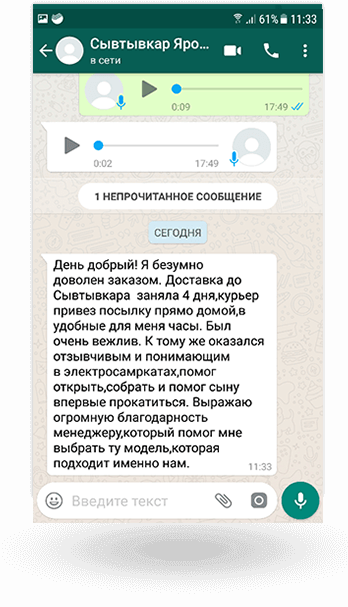 61% 11:33
Сывтывкар Яро...
в сети
0:09 17:49
0:02 17:49
1 НЕПРОЧИТАННОЕ СООБЩЕНИЕ
СЕГОДНЯ
День добрый! Я безумно
доволен заказом. Доставка до
Сывтывкара заняла 4 дня,курьер
привез посылку прямо домой,в
удобные для меня часы. Был
очень вежлив. К тому же оказался
отзывчивым и понимающим
в электросамркатах,помог
открыть,собрать и помог сыну
впервые прокатиться. Выражаю
огромную благодарность
менеджеру,который помог мне
выбрать ту модель,которая
подходит именно нам.
11:33
Введите текст